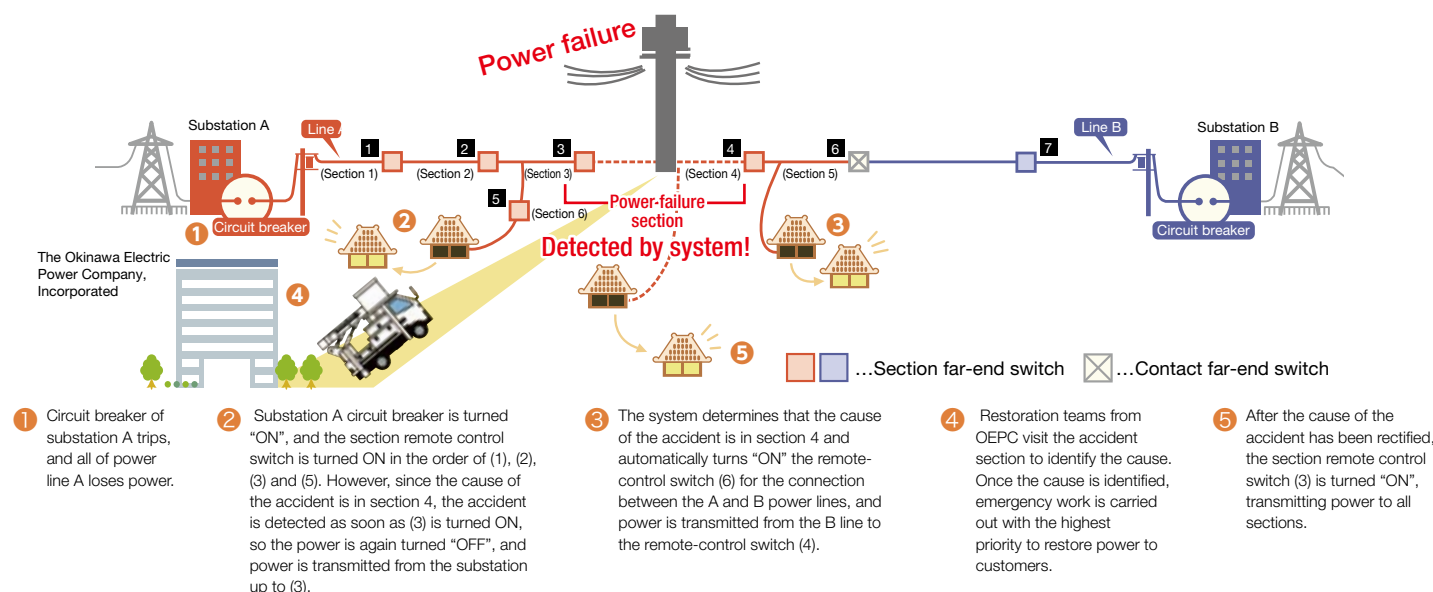 Power failure
Substation A
Line A
1
2
3
4
6
7
Line B
Substation B
(Section 1)
(Section 2)
(Section 3)
(Section 4)
(Section 5)
5
(Section 6)
Power-failure
section
Detected by system!
1
Circuit breaker
2
3
Circuit breaker
The Okinawa Electric
Power Company,
Incorporated
4
5
...Section far-end switch
...Contact far-end switch
1 Circuit breaker of
substation A trips,
and all of power
line A loses power.
2 Substation A circuit breaker is turned
“ON”, and the section remote control
switch is turned ON in the order of (1), (2),
(3) and (5). However, since the cause of
the accident is in section 4, the accident
is detected as soon as (3) is turned ON,
so the power is again turned “OFF”, and
power is transmitted from the substation
up to (3).
3 The system determines that the cause
of the accident is in section 4 and
automatically turns “ON” the remote-
control switch (6) for the connection
between the A and B power lines, and
power is transmitted from the B line to
the remote-control switch (4).
4 Restoration teams from
OEPC visit the accident
section to identify the cause.
Once the cause is identified,
emergency work is carried
out with the highest
priority to restore power to
customers.
5 After the cause of the
accident has been rectified,
the section remote control
switch (3) is turned “ON”,
transmitting power to all
sections.